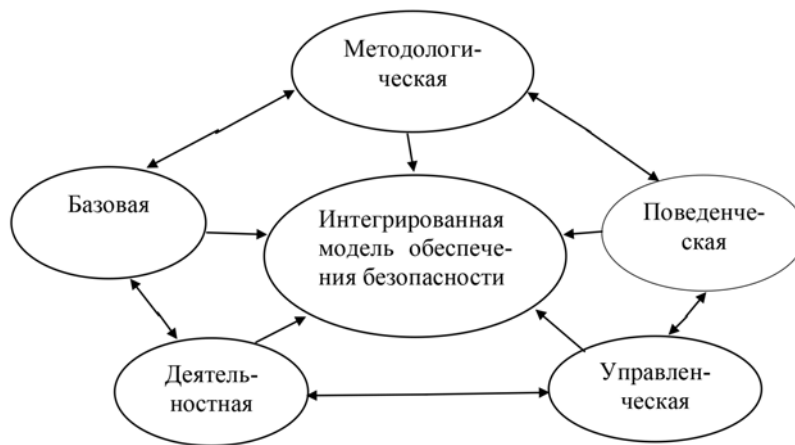 Методологи-
ческая
Базовая
Интегрированная
модель обеспече-
ния безопасности
Поведенче-
ская
Деятель-
ностная
Управлен-
ческая